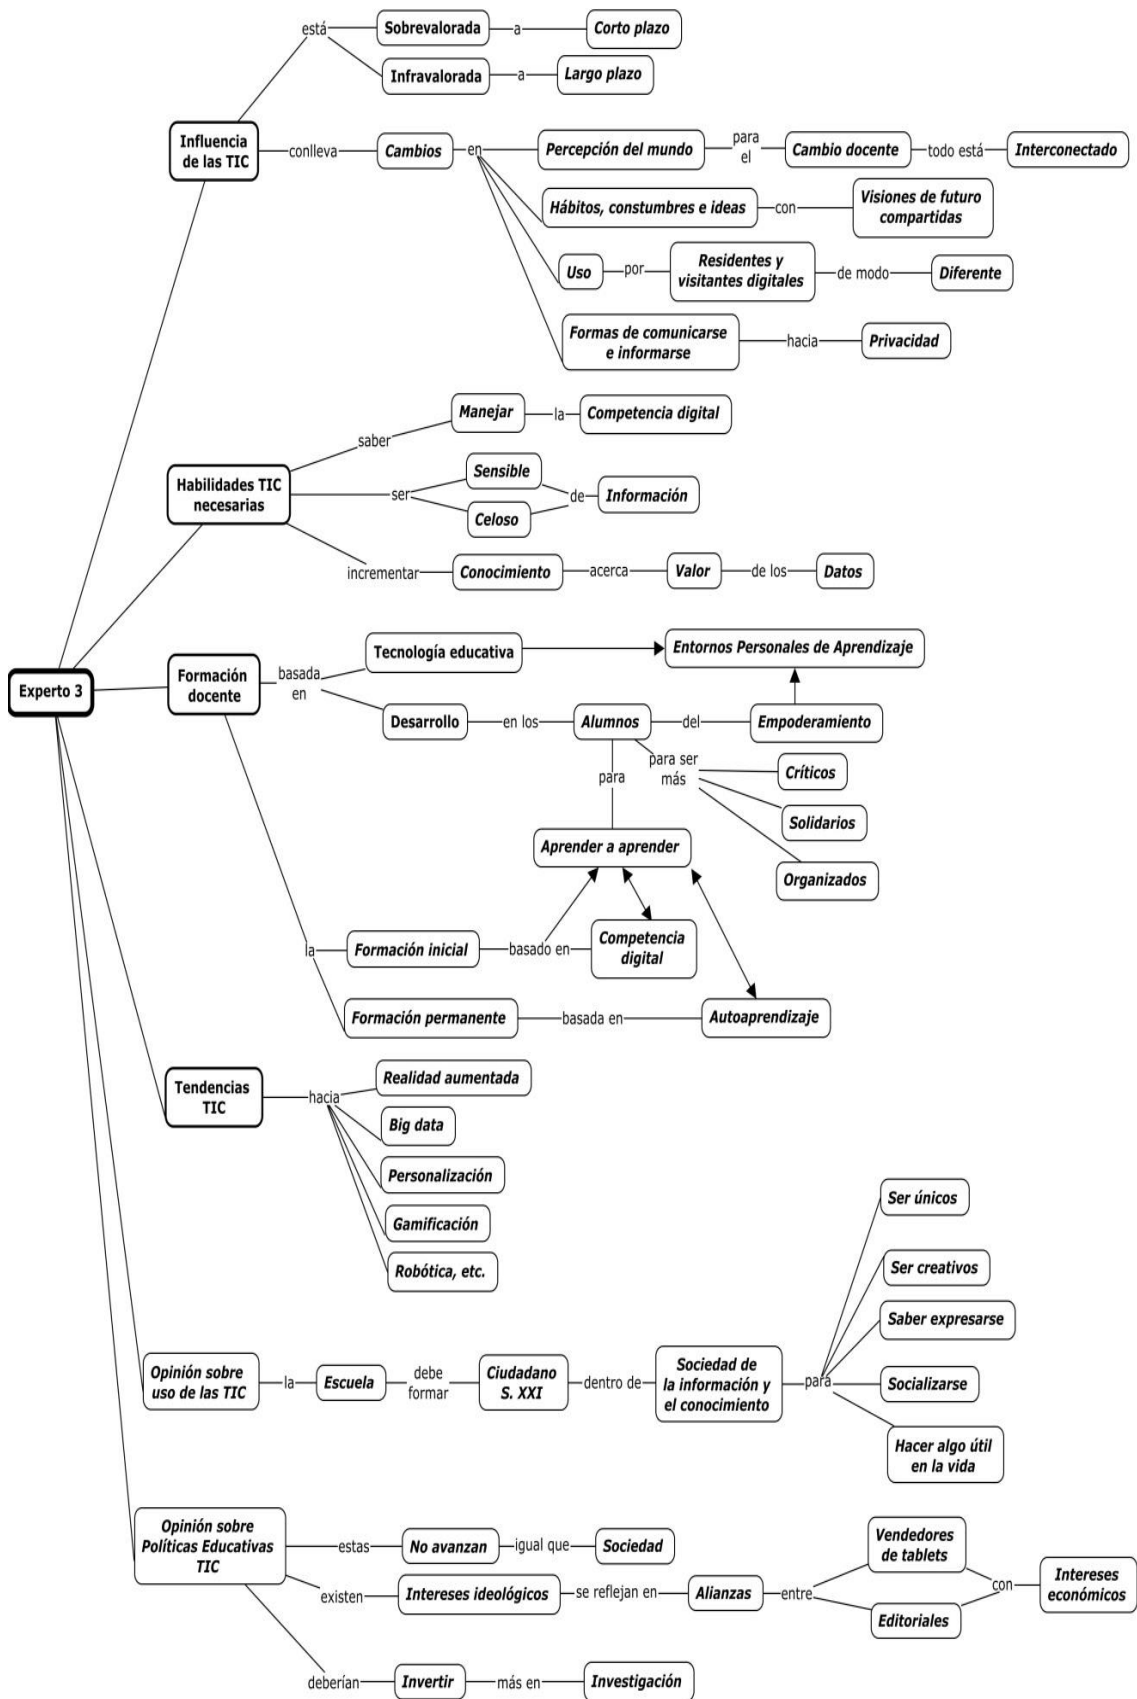 está
Sobrevalorada
a
Corto plazo
Infravalorada
a
Largo plazo
Influencia
de las TIC
conlleva
Cambios
en
Percepción del mundo
para
el
Cambio docente
todo está
Interconectado
Hábitos, constumbres e ideas
con
Visiones de futuro
compartidas
Uso
por
Residentes y
visitantes digitales
de modo
Diferente
Formas de comunicarse
e informarse
hacia
Privacidad
Habilidades TIC
necesarias
saber
Manejar
la
Competencia digital
ser
Sensible
Celoso
de
Información
incrementar
Conocimiento
acerca
Valor
de los
Datos
Experto 3
Formación
docente
basada
en
Tecnología educativa
Entornos Personales de Aprendizaje
Desarrollo
en los
Alumnos
del
Empoderamiento
para
para ser
más
Críticos
Solidarios
Organizados
Aprender a aprender
la
Formación inicial
basado en
Competencia
digital
Formación permanente
basada en
Autoaprendizaje
Tendencias
TIC
hacia
Realidad aumentada
Big data
Personalización
Gamificación
Robótica, etc.
Opinión sobre
uso de las TIC
la
Escuela
debe
formar
Ciudadano
S. XXI
dentro de
Sociedad de
la información y
el conocimiento
para
Ser únicos
Ser creativos
Saber expresarse
Socializarse
Hacer algo útil
en la vida
Opinión sobre
Políticas Educativas
TIC
estas
No avanzan
igual que
Sociedad
existen
Intereses ideológicos
se reflejan en
Alianzas
entre
Vendedores
de tablets
Editoriales
con
Intereses
económicos
deberían
Invertir
más en
Investigación